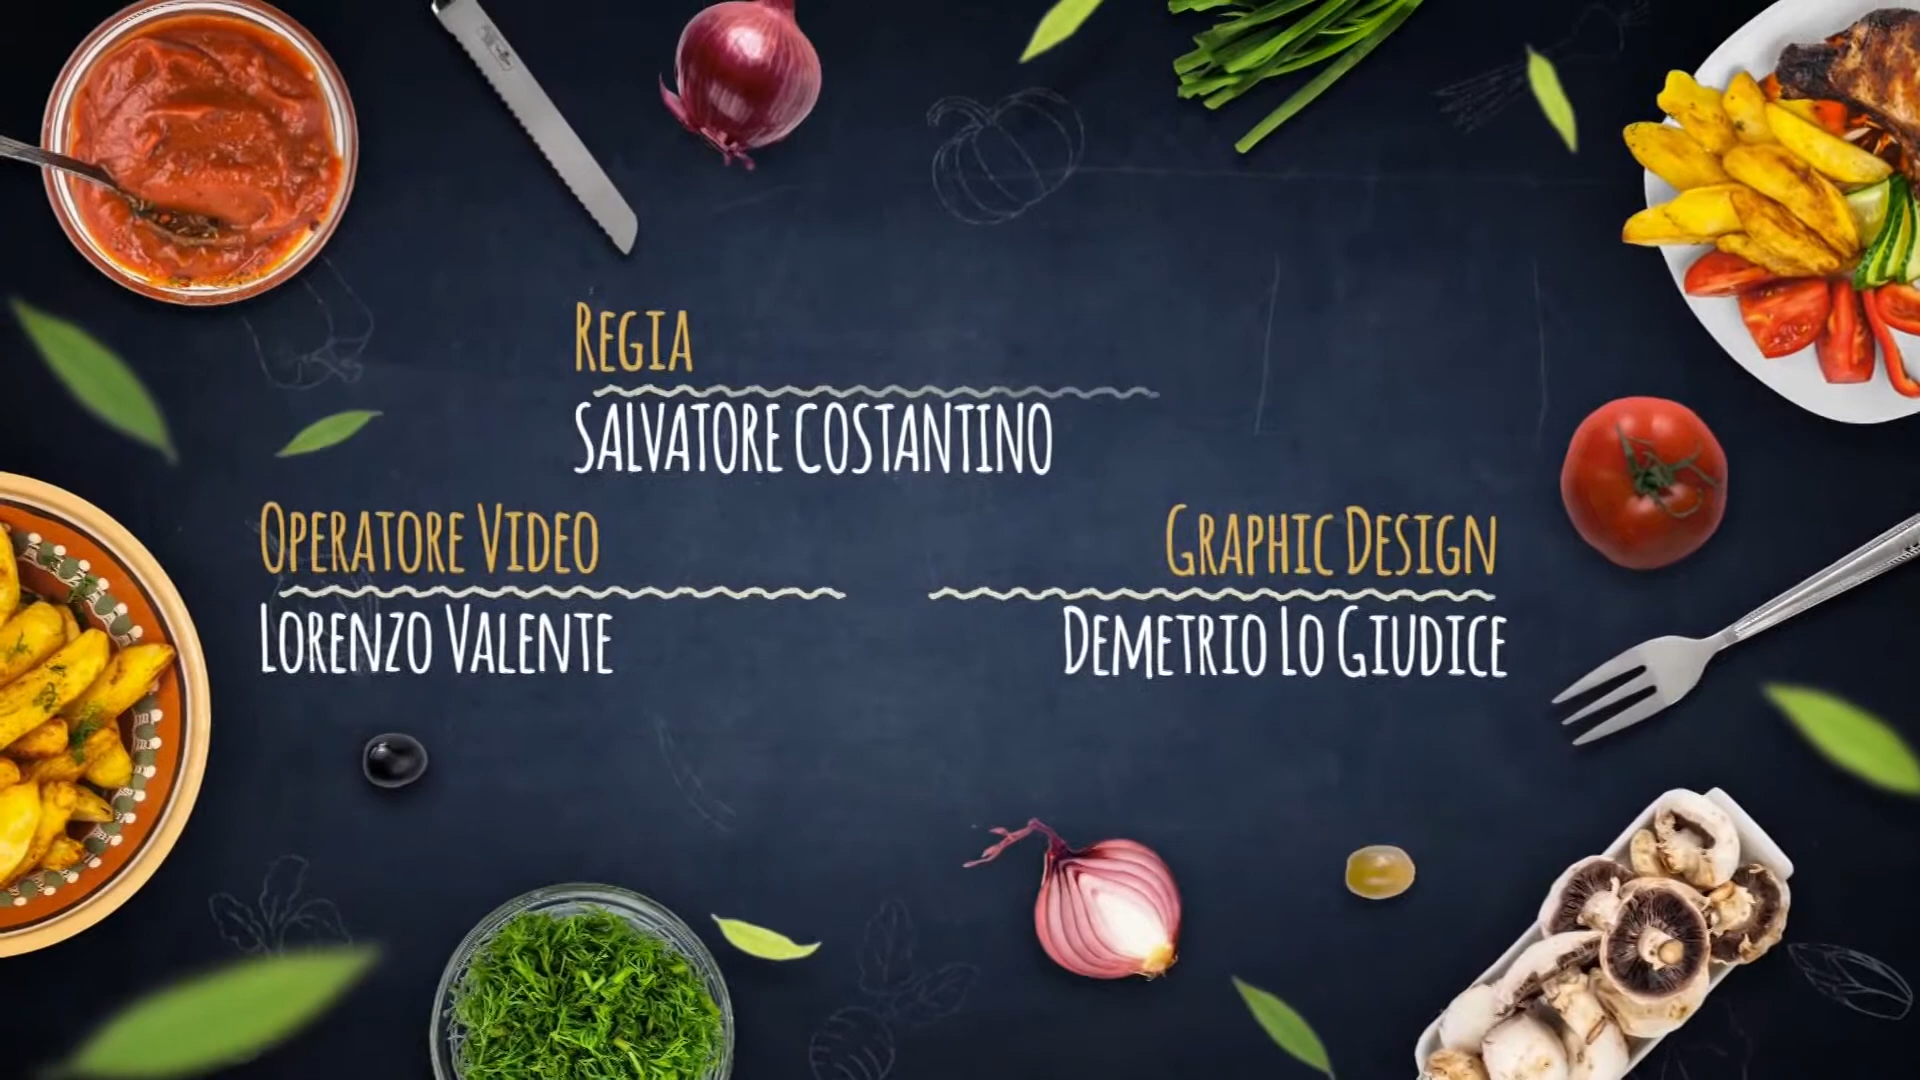 Regia
SALVATORE COSTANTINO
Operatore Video
Lorenzo Valente
Graphic Design
Demetrio Lo Giudice